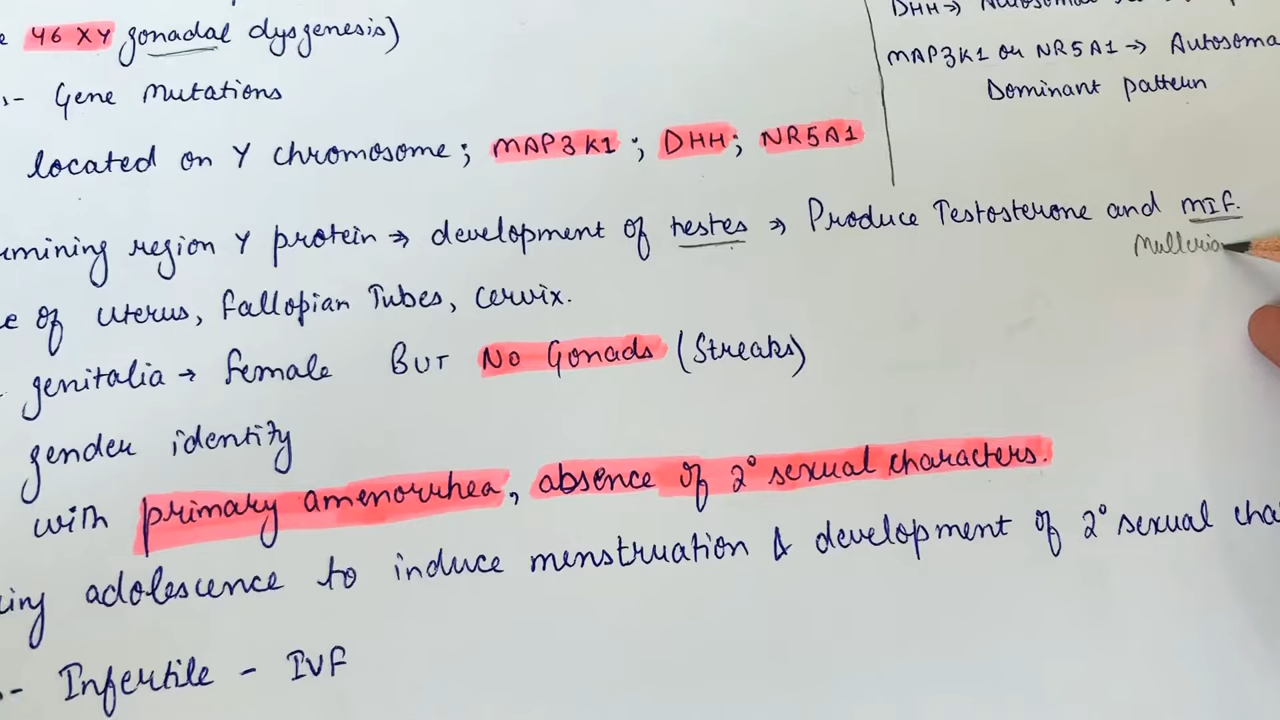 DHH → Autosomal
46 XY gonadal dysgenesis)
MAP3K1 or NR5A1 → Autosoma
Dominant pattern
:- Gene Mutations
located on Y chromosome; MAP3K1; DHH; NR5A1
rmining region Y protein → development of testes → Produce Testosterone and MIF.
Mullerian
e of Uterus, Fallopian Tubes, Cervix.
genitalia → female BUT No Gonads (Streaks)
gender identity
with primary amenorrhea, absence of 2° sexual characters.
ring adolescence to induce menstruation & development of 2° sexual cha
:- Infertile - IVF